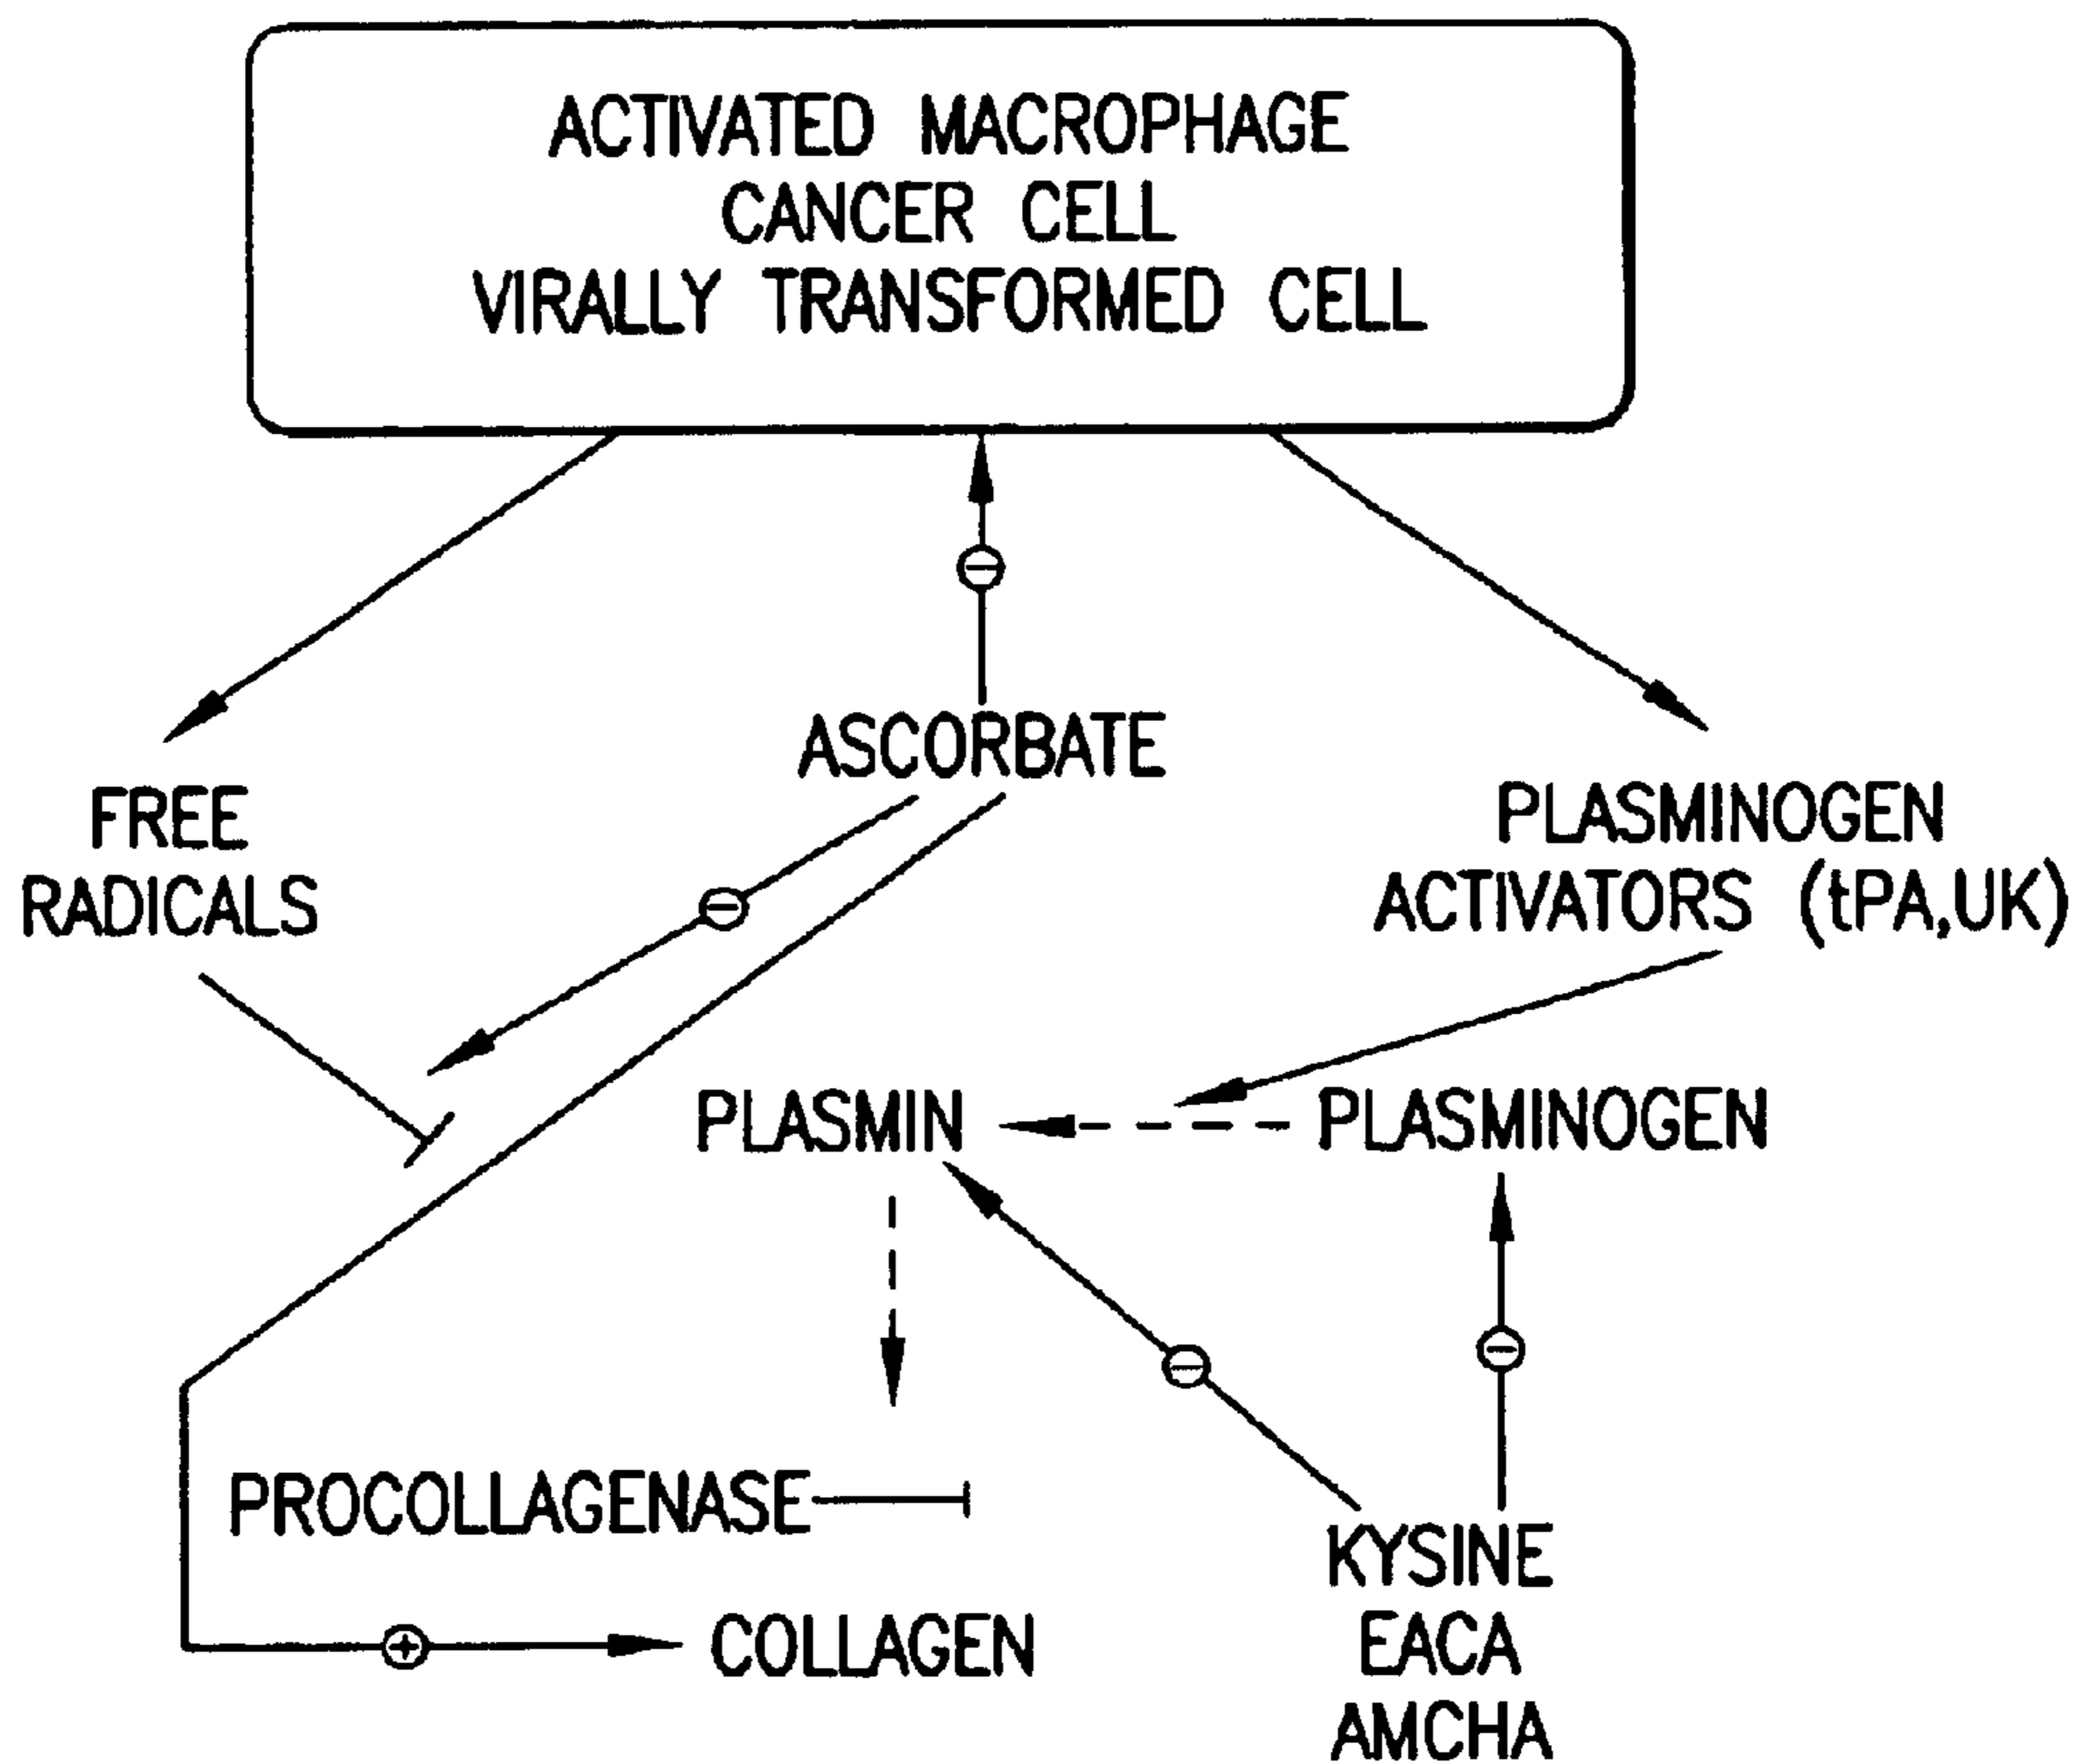 ACTIVATED MACROPHAGE
CANCER CELL
VIRALLY TRANSFORMED CELL
ASCORBATE
FREE
RADICALS
PLASMINOGEN
ACTIVATORS (tPA,UK)
PLASMIN
PLASMINOGEN
PROCOLLAGENASE
COLLAGEN
KYSINE
EACA
AMCHA